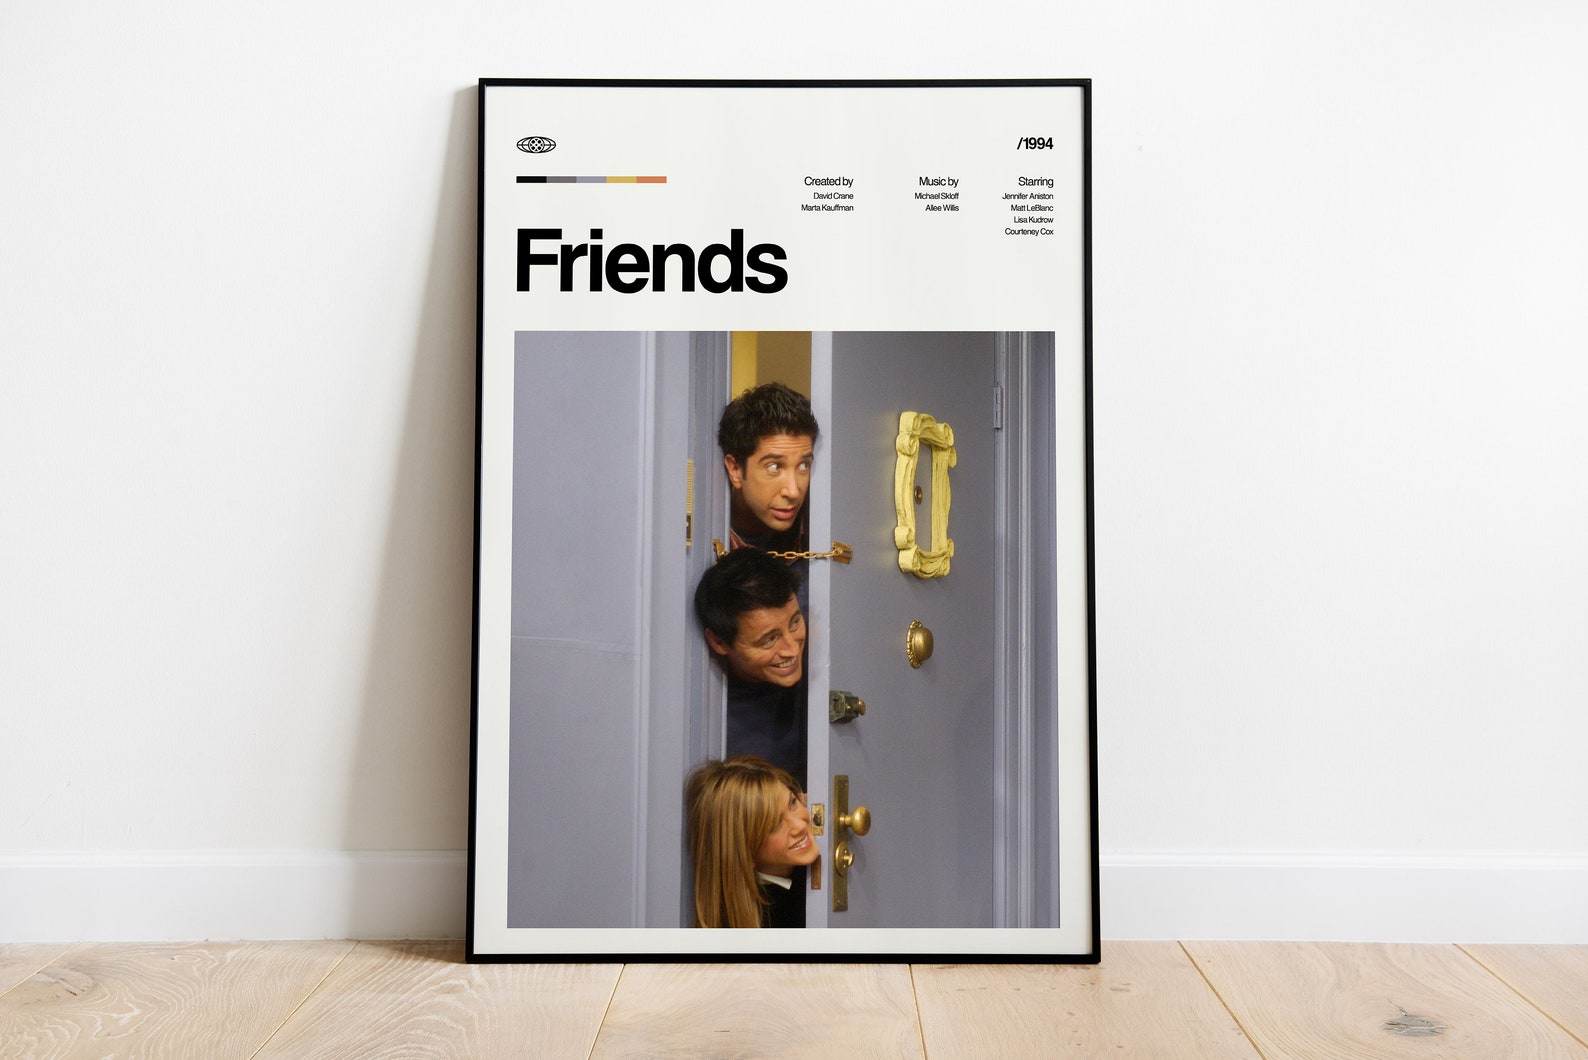 /1994
Created by
David Crane
Marta Kauffman
Music by
Michael Skloff
Allee Willis
Starring
Jennifer Aniston
Matt LeBlanc
Lisa Kudrow
Courteney Cox
Friends